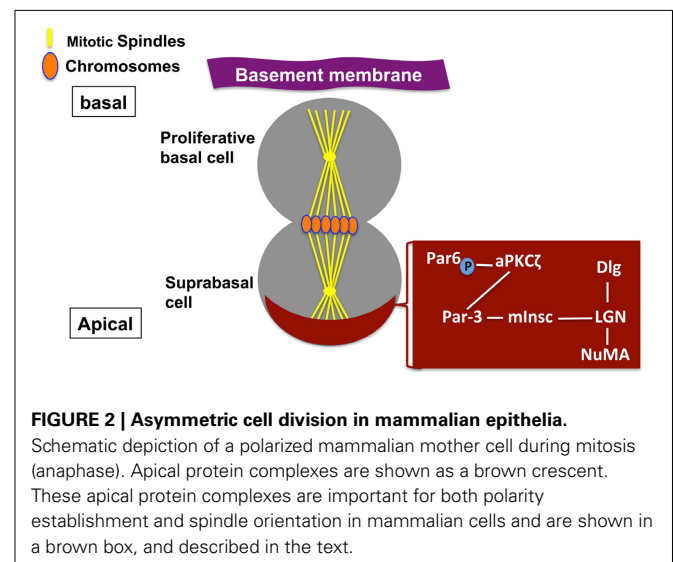 Mitotic Spindles
Chromosomes
Basement membrane
basal
Proliferative
basal cell
Suprabasal
cell
Apical
Par6 P aPKCζ
Dlg
Par-3 mInsc LGN
NuMA
FIGURE 2 | Asymmetric cell division in mammalian epithelia.
Schematic depiction of a polarized mammalian mother cell during mitosis
(anaphase). Apical protein complexes are shown as a brown crescent.
These apical protein complexes are important for both polarity
establishment and spindle orientation in mammalian cells and are shown in
a brown box, and described in the text.